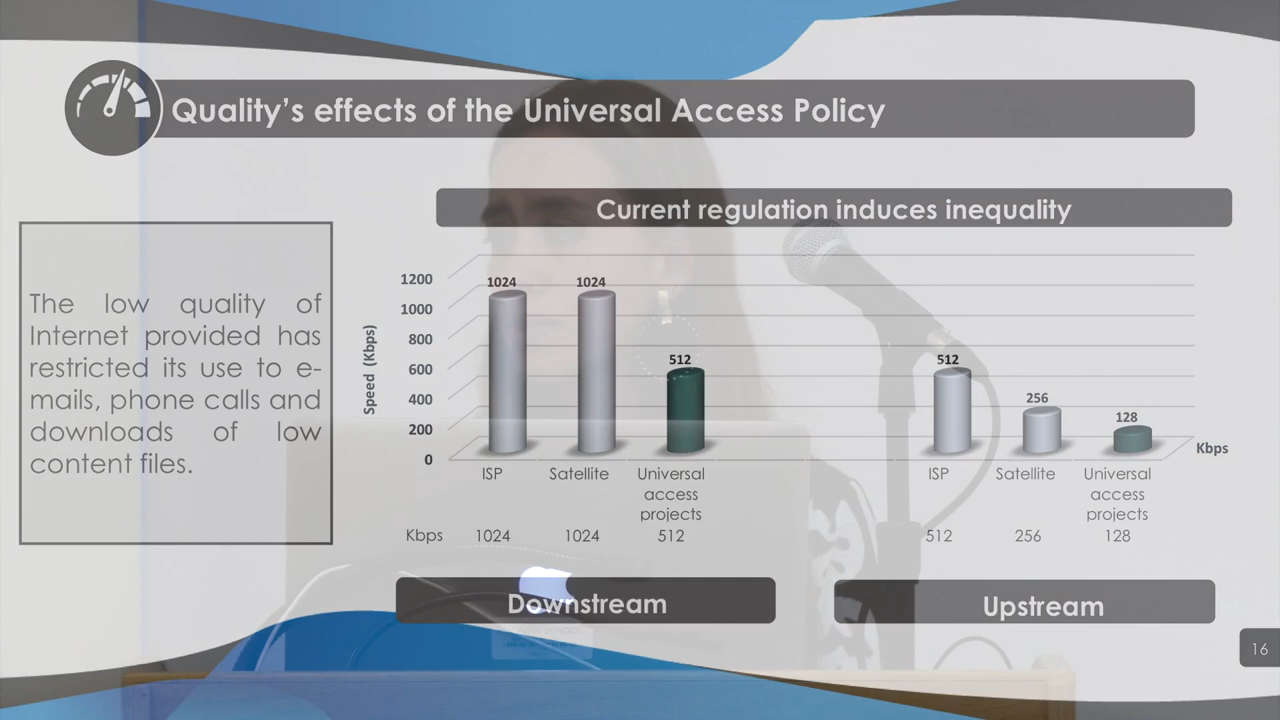 Quality's effects of the Universal Access Policy
Current regulation induces inequality
The low quality of
Internet provided has
restricted its use to e-
mails, phone calls and
downloads of low
content files.
Speed (Kbps)
1200
1000
800
600
400
200
0
1024
1024
512
512
256
128
Kbps
ISP
Satellite
Universal
access
projects
ISP
Satellite
Universal
access
projects
Kbps 1024 1024 512 512 256 128
Downstream
Upstream
16